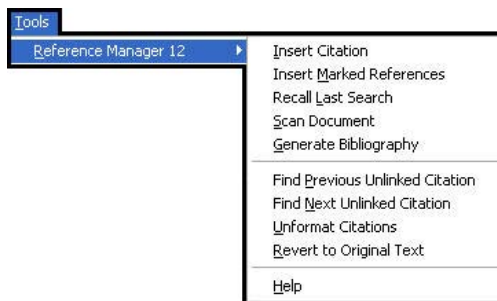 Tools
Reference Manager 12
Insert Citation
Insert Marked References
Recall Last Search
Scan Document
Generate Bibliography
Find Previous Unlinked Citation
Find Next Unlinked Citation
Unformat Citations
Revert to Original Text
Help